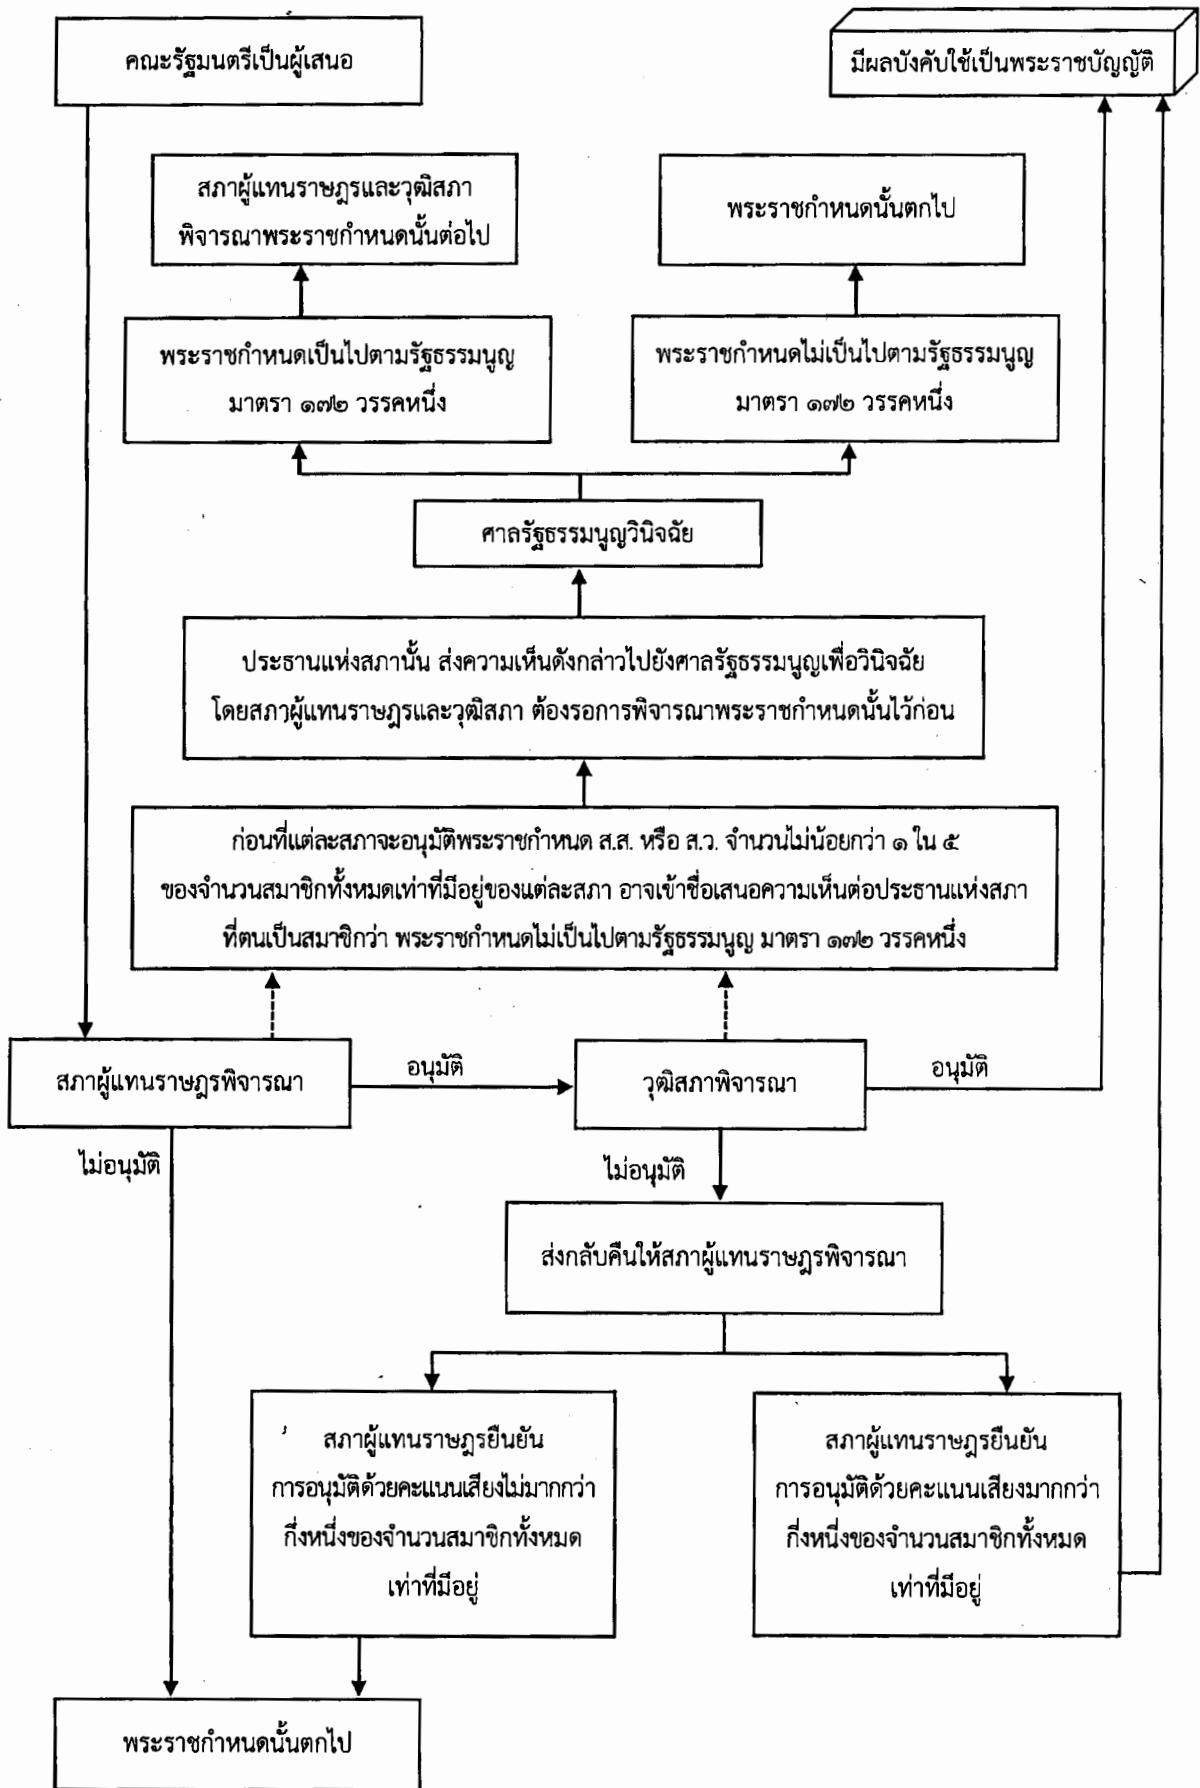 คณะรัฐมนตรีเป็นผู้เสนอ
มีผลบังคับใช้เป็นพระราชบัญญัติ
สภาผู้แทนราษฎรและวุฒิสภา
พิจารณาพระราชกำหนดนั้นต่อไป
พระราชกำหนดนั้นตกไป
พระราชกำหนดเป็นไปตามรัฐธรรมนูญ
มาตรา ๑๗๒ วรรคหนึ่ง
พระราชกำหนดไม่เป็นไปตามรัฐธรรมนูญ
มาตรา ๑๗๒ วรรคหนึ่ง
ศาลรัฐธรรมนูญวินิจฉัย
ประธานแห่งสภานั้น ส่งความเห็นดังกล่าวไปยังศาลรัฐธรรมนูญเพื่อวินิจฉัย
โดยสภาผู้แทนราษฎรและวุฒิสภา ต้องรอการพิจารณาพระราชกำหนดนั้นไว้ก่อน
ก่อนที่แต่ละสภาจะอนุมัติพระราชกำหนด ส.ส. หรือ ส.ว. จำนวนไม่น้อยกว่า ๑ ใน ๕
ของจำนวนสมาชิกทั้งหมดเท่าที่มีอยู่ของแต่ละสภา อาจเข้าชื่อเสนอความเห็นต่อประธานแห่งสภา
ที่ตนเป็นสมาชิกว่า พระราชกำหนดไม่เป็นไปตามรัฐธรรมนูญ มาตรา ๑๗๒ วรรคหนึ่ง
สภาผู้แทนราษฎรพิจารณา
อนุมัติ
วุฒิสภาพิจารณา
อนุมัติ
ไม่อนุมัติ
ไม่อนุมัติ
ส่งกลับคืนให้สภาผู้แทนราษฎรพิจารณา
สภาผู้แทนราษฎรยืนยัน
การอนุมัติด้วยคะแนนเสียงไม่มากกว่า
กึ่งหนึ่งของจำนวนสมาชิกทั้งหมด
เท่าที่มีอยู่
สภาผู้แทนราษฎรยืนยัน
การอนุมัติด้วยคะแนนเสียงมากกว่า
กึ่งหนึ่งของจำนวนสมาชิกทั้งหมด
เท่าที่มีอยู่
พระราชกำหนดนั้นตกไป